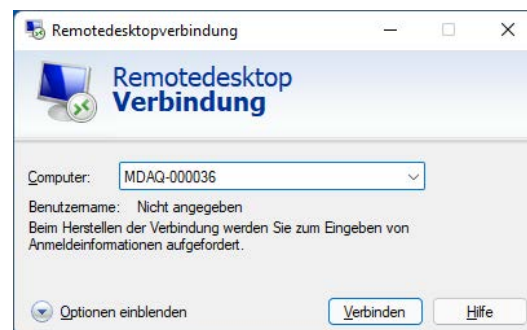 Remotedesktopverbindung
Remotedesktop
Verbindung
Computer: MDAQ-000036
Benutzername: Nicht angegeben
Beim Herstellen der Verbindung werden Sie zum Eingeben von
Anmeldeinformationen aufgefordert.
Optionen einblenden Verbinden Hilfe